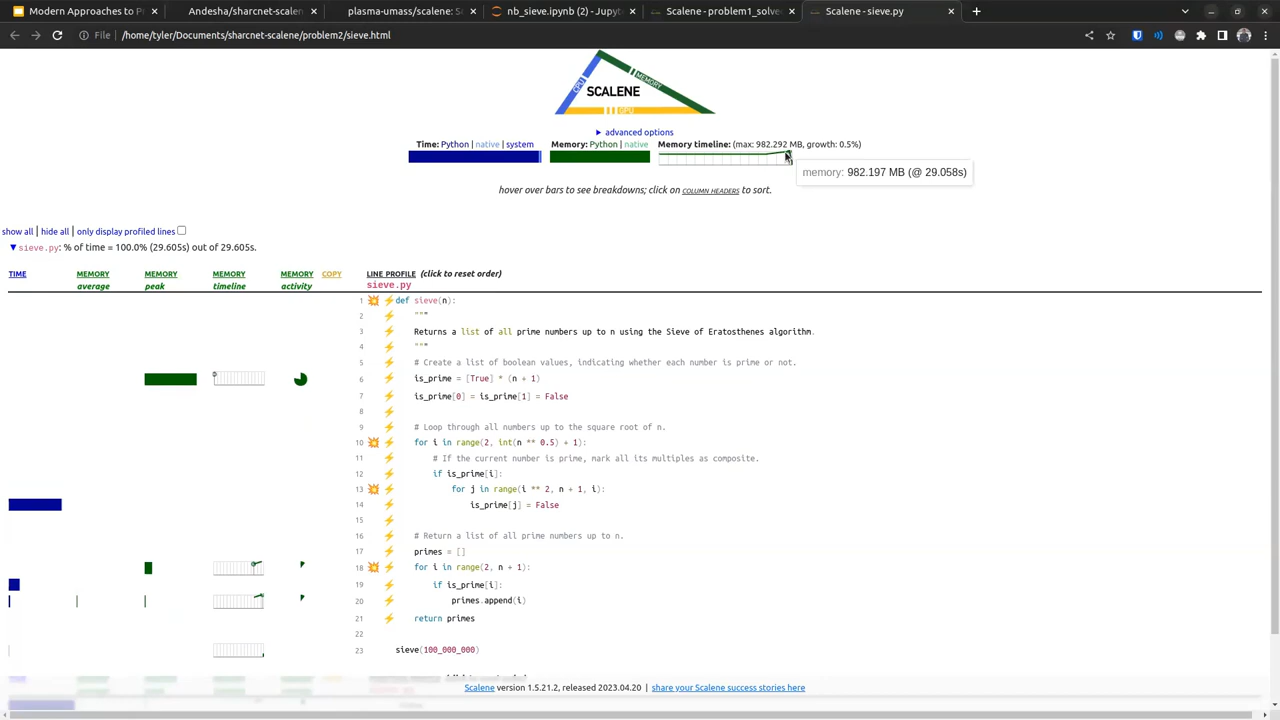 Modern Approaches to P
Andesha/sharcnet-scalen
plasma-umass/Scalene: S
nb_sieve.ipynb (2) - Jupyt
Scalene - problem1_solve
Scalene - sieve.html
File
/home/tyler/Documents/sharcnet-scalene/problem2/sieve.html
CPU
MEMORY
GPU
SCALENE
► advanced options
Time: Python | native | system
Memory: Python | native
Memory timeline: (max: 982.292 MB, growth: 0.5%)
memory: 982.197 MB (@ 29.058s)
hover over bars to see breakdowns; click on COLUMN HEADERS to sort.
show all | hide all | only display profiled lines
▼sieve.py: % of time = 100.0% (29.605s) out of 29.605s.
TIME
MEMORY average
MEMORY peak
MEMORY timeline
MEMORY activity
COPY
LINE PROFILE (click to reset order)
sieve.py
1 def sieve(n):
2 """
3 Returns a list of all prime numbers up to n using the Sieve of Eratosthenes algorithm.
4 """
5 # Create a list of boolean values, indicating whether each number is prime or not.
6 is_prime = [True] * (n + 1)
7 is_prime[0] = is_prime[1] = False
8
9 # Loop through all numbers up to the square root of n.
10 for i in range(2, int(n ** 0.5) + 1):
11 # If the current number is prime, mark all its multiples as composite.
12 if is_prime[i]:
13 for j in range(i ** 2, n + 1, i):
14 is_prime[j] = False
15
16 # Return a list of all prime numbers up to n.
17 primes = []
18 for i in range(2, n + 1):
19 if is_prime[i]:
20 primes.append(i)
21 return primes
22
23 sieve(100_000_000)
Scalene version 1.5.21.2, released 2023.04.20 | share your Scalene success stories here